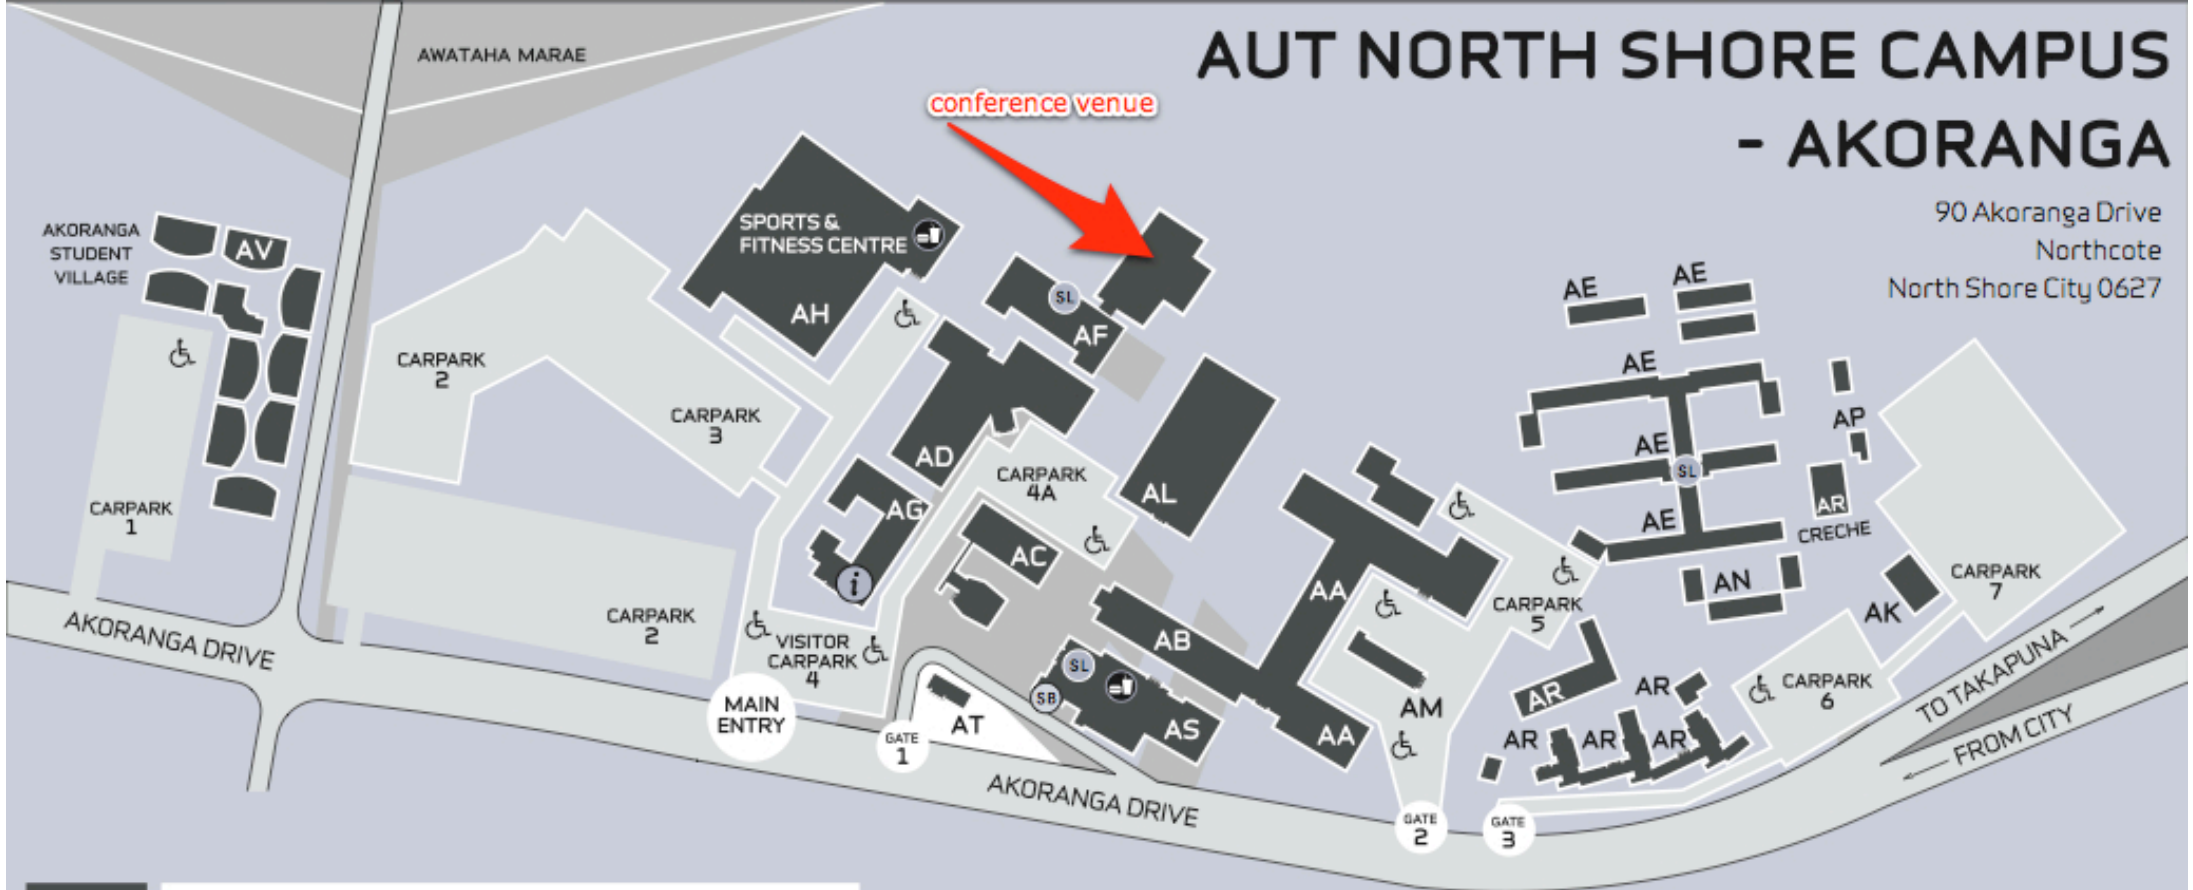 AUT NORTH SHORE CAMPUS
- AKORANGA
90 Akoranga Drive
Northcote
North Shore City 0627
AWATAHA MARAE
conference venue
AKORANGA
STUDENT
VILLAGE
AV
SPORTS &
FITNESS CENTRE
AH
SL
AF
CARPARK
2
CARPARK
3
CARPARK
1
AD
AG
i
CARPARK
4A
AL
AC
CARPARK
2
VISITOR
CARPARK
4
MAIN
ENTRY
GATE
1
AT
SL
SB
AS
AB
AA
AA
AM
CARPARK
5
AE
AE
AE
AE
SL
AE
AP
AR
CRECHE
AN
AK
CARPARK
7
AR
AR
AR
AR
AR
CARPARK
6
GATE
2
GATE
3
AKORANGA DRIVE
AKORANGA DRIVE
TO TAKAPUNA
FROM CITY